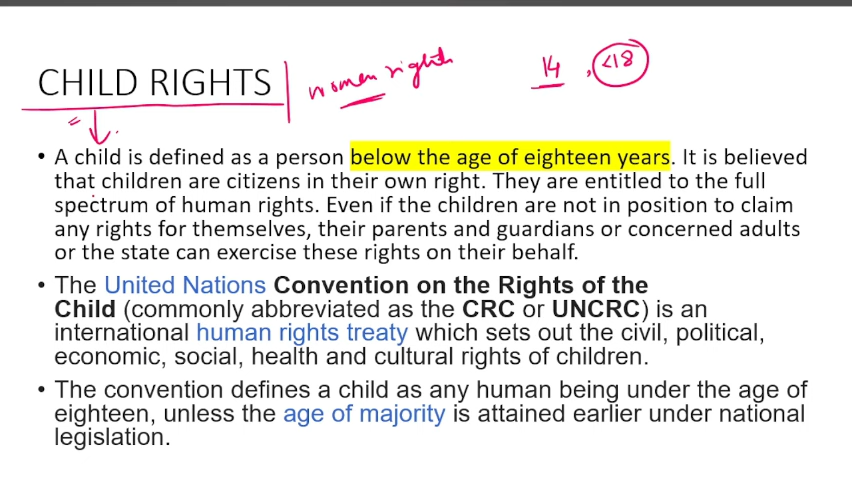 CHILD RIGHTS
women rights
14, <18
• A child is defined as a person below the age of eighteen years. It is believed
that children are citizens in their own right. They are entitled to the full
spectrum of human rights. Even if the children are not in position to claim
any rights for themselves, their parents and guardians or concerned adults
or the state can exercise these rights on their behalf.
• The United Nations Convention on the Rights of the
Child (commonly abbreviated as the CRC or UNCRC) is an
international human rights treaty which sets out the civil, political,
economic, social, health and cultural rights of children.
• The convention defines a child as any human being under the age of
eighteen, unless the age of majority is attained earlier under national
legislation.